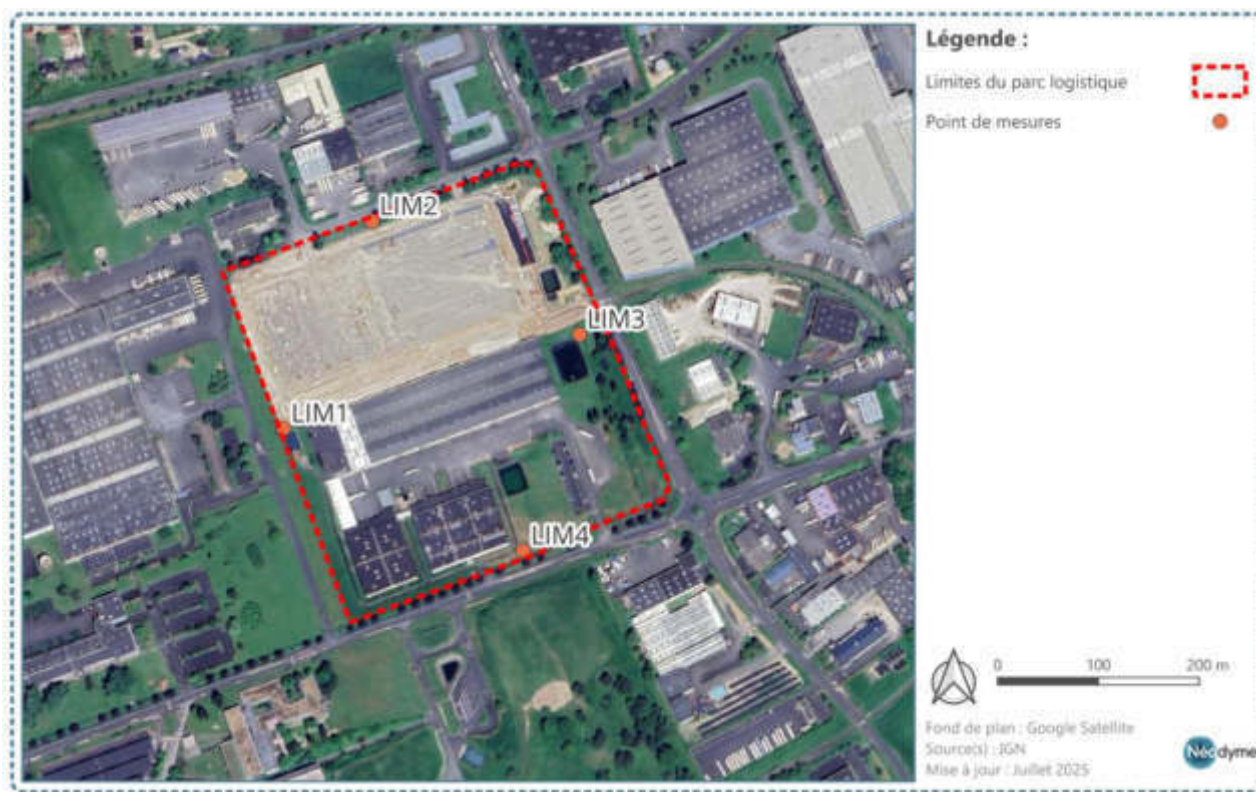 Légende :
Limites du parc logistique
Point de mesures
LIM2
LIM3
LIM1
LIM4
0 100 200 m
Fond de plan : Google Satellite
Source(s) : IGN
Mise à jour : Juillet 2025
Néodyme